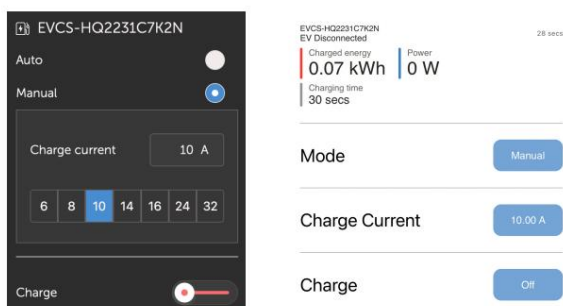 EVCS-HQ2231C7K2N
Auto
Manual
Charge current
10 A
6 8 10 14 16 24 32
Charge
EVCS-HQ2231C7K2N
EV Disconnected
28 secs
Charged energy
0.07 kWh
Power
0 W
Charging time
30 secs
Mode
Manual
Charge Current
10.00 A
Charge
Off